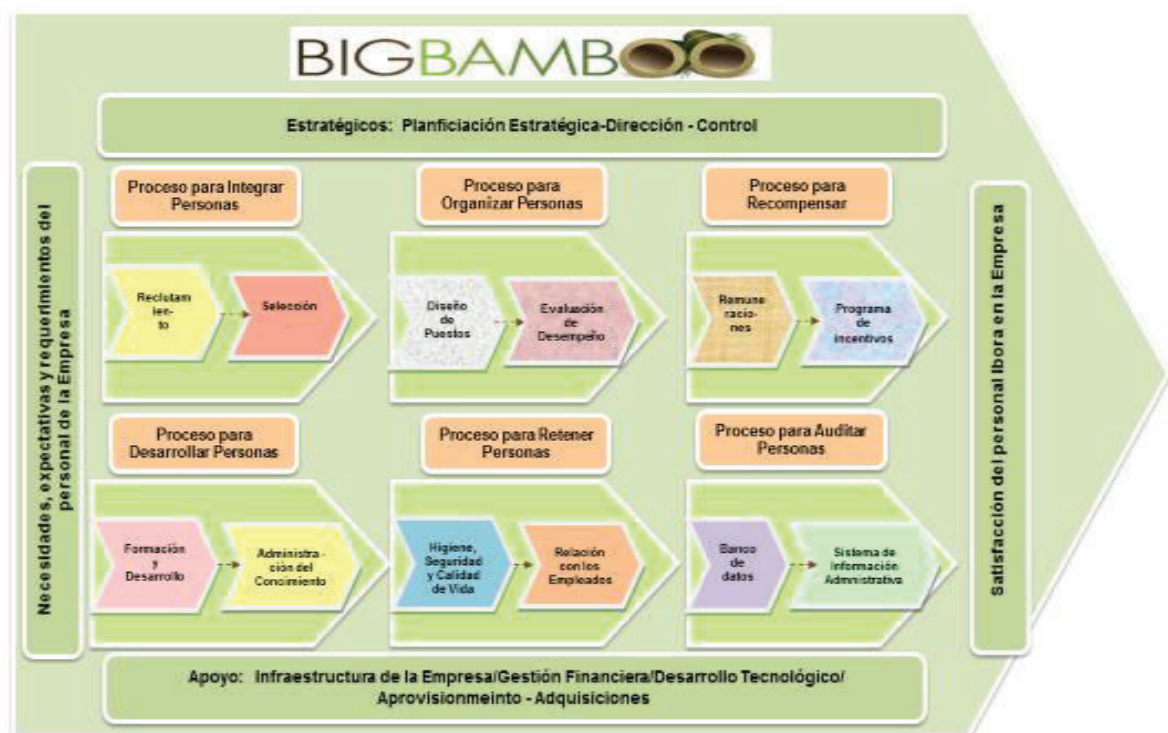 BIGBAMBOO
Estratégicos: Planficiación Estratégica-Dirección - Control
Necesidades, expectativas y requerimientos del
personal de la Empresa
Proceso para Integrar
Personas
Proceso para
Organizar Personas
Proceso para
Recompensar
Reclutam
ien-
to
Selección
Diseño
de
Puestos
Evaluación
de
Desempeño
Remune
racio-
nes
Programa
de
incentivos
Proceso para
Desarrollar Personas
Proceso para Retener
Personas
Proceso para Auditar
Personas
Formación
y
Desarrollo
Administra-
ción del
Concimiento
Higiene,
Seguridad
y Calidad
de Vida
Relación
con los
Empleados
Banco
de
datos
Sistema de
Información
Admnistrativa
Satisfacción del personal lbora en la Empresa
Apoyo: Infraestructura de la Empresa/Gestión Financiera/Desarrollo Tecnológico/
Aprovisionmeinto - Adquisiciones